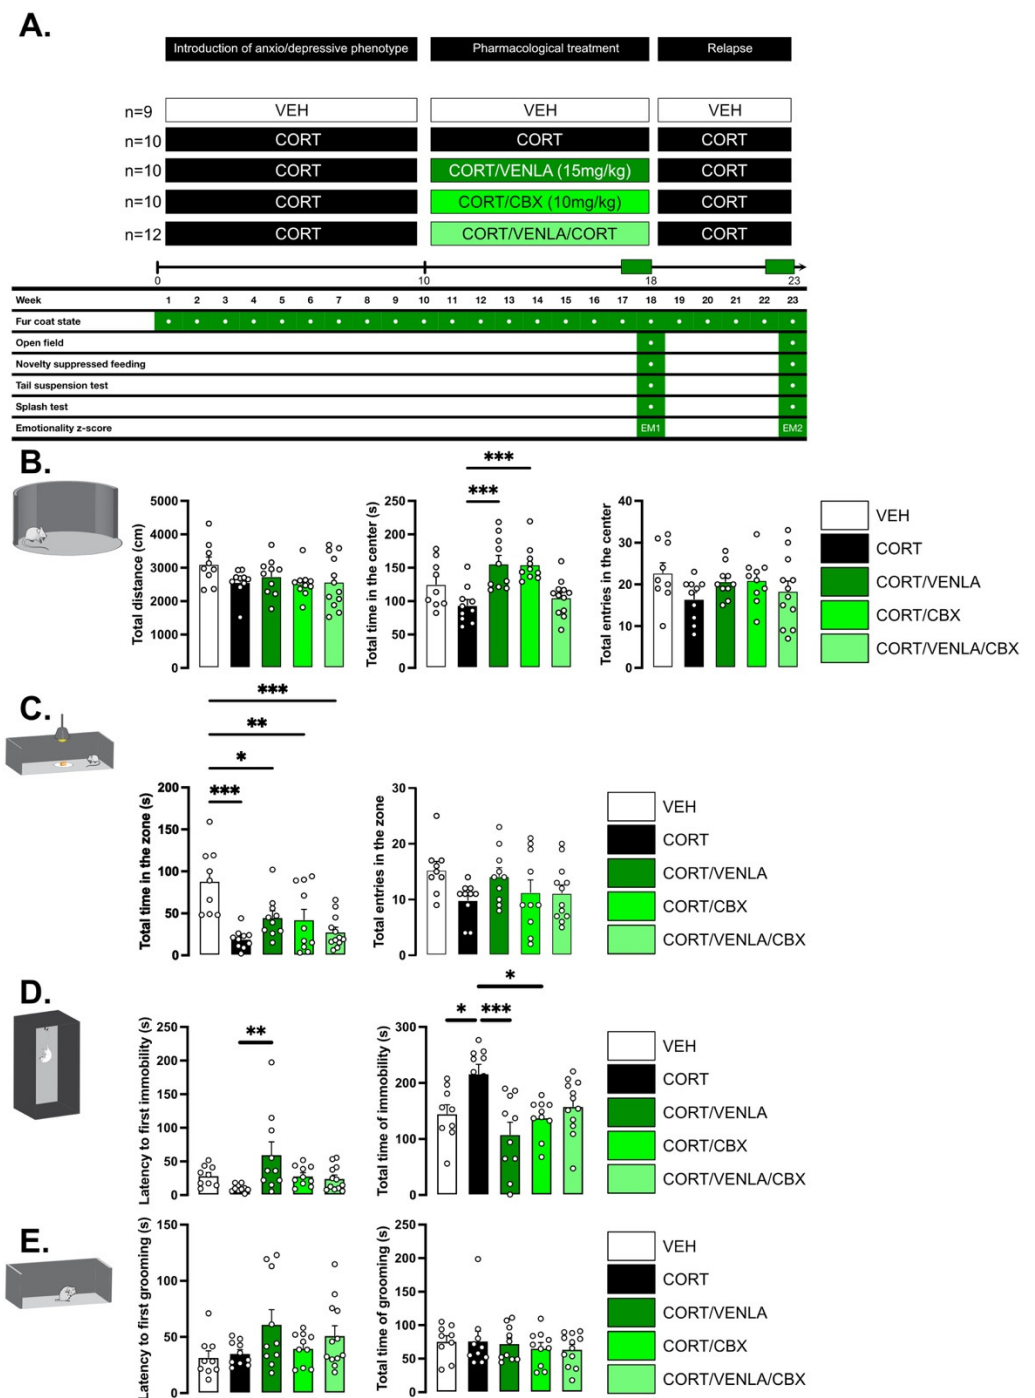 A.
Introduction of anxio/depressive phenotype Pharmacological treatment Relapse
n=9 VEH VEH VEH
n=10 CORT CORT CORT
n=10 CORT CORT/VENLA (15mg/kg) CORT
n=10 CORT CORT/CBX (10mg/kg) CORT
n=12 CORT CORT/VENLA/CORT CORT
0 10 18 23
Week 1 2 3 4 5 6 7 8 9 10 11 12 13 14 15 16 17 18 19 20 21 22 23
Fur coat state
Open field
Novelty suppressed feeding
Tail suspension test
Splash test
Emotionality z-score EM1 EM2
B.
Total distance (cm)
5000
4000
3000
2000
1000
0
Total time in the center (s)
250
200
150
100
50
0
***
***
Total entries in the center
40
30
20
10
0
VEH
CORT
CORT/VENLA
CORT/CBX
CORT/VENLA/CBX
C.
Total time in the zone (s)
200
150
100
50
0
***
**
*
***
Total entries in the zone
30
20
10
0
VEH
CORT
CORT/VENLA
CORT/CBX
CORT/VENLA/CBX
D.
Latency to first immobility (s)
250
200
150
100
50
0
**
Total time of immobility (s)
300
200
100
0
*
* ***
VEH
CORT
CORT/VENLA
CORT/CBX
CORT/VENLA/CBX
E.
Latency to first grooming (s)
150
100
50
0
Total time of grooming (s)
250
200
150
100
50
0
VEH
CORT
CORT/VENLA
CORT/CBX
CORT/VENLA/CBX